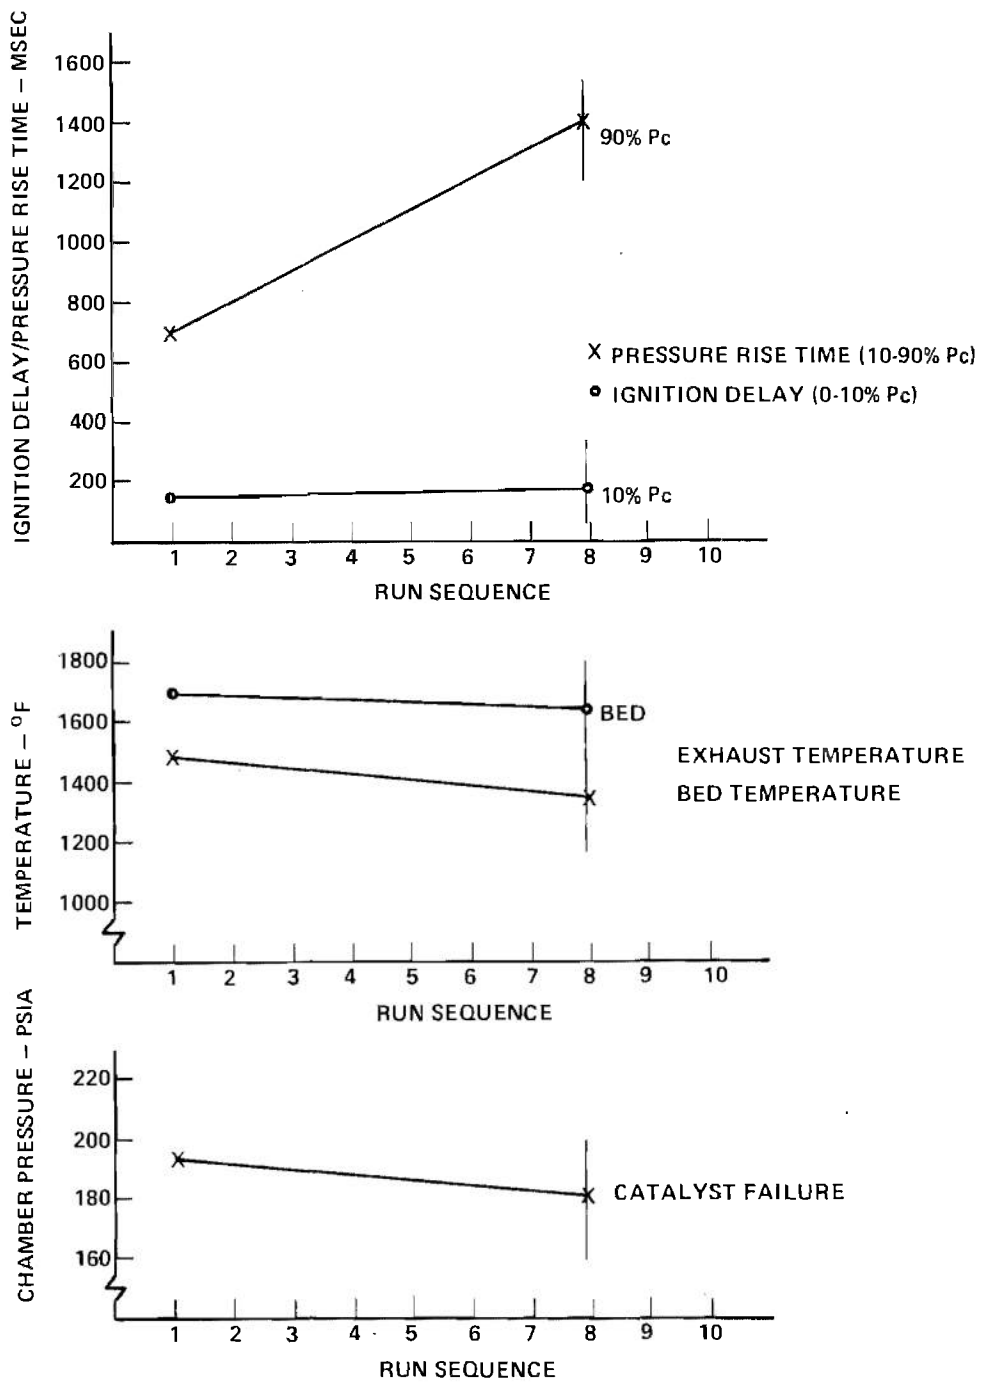 IGNITION DELAY/PRESSURE RISE TIME – MSEC
1600
1400
1200
1000
800
600
400
200
90% Pc
X PRESSURE RISE TIME (10-90% Pc)
o IGNITION DELAY (0-10% Pc)
10% Pc
1 2 3 4 5 6 7 8 9 10
RUN SEQUENCE
TEMPERATURE – °F
1800
1600
1400
1200
1000
BED
EXHAUST TEMPERATURE
BED TEMPERATURE
1 2 3 4 5 6 7 8 9 10
RUN SEQUENCE
CHAMBER PRESSURE – PSIA
220
200
180
160
CATALYST FAILURE
1 2 3 4 5 6 7 8 9 10
RUN SEQUENCE